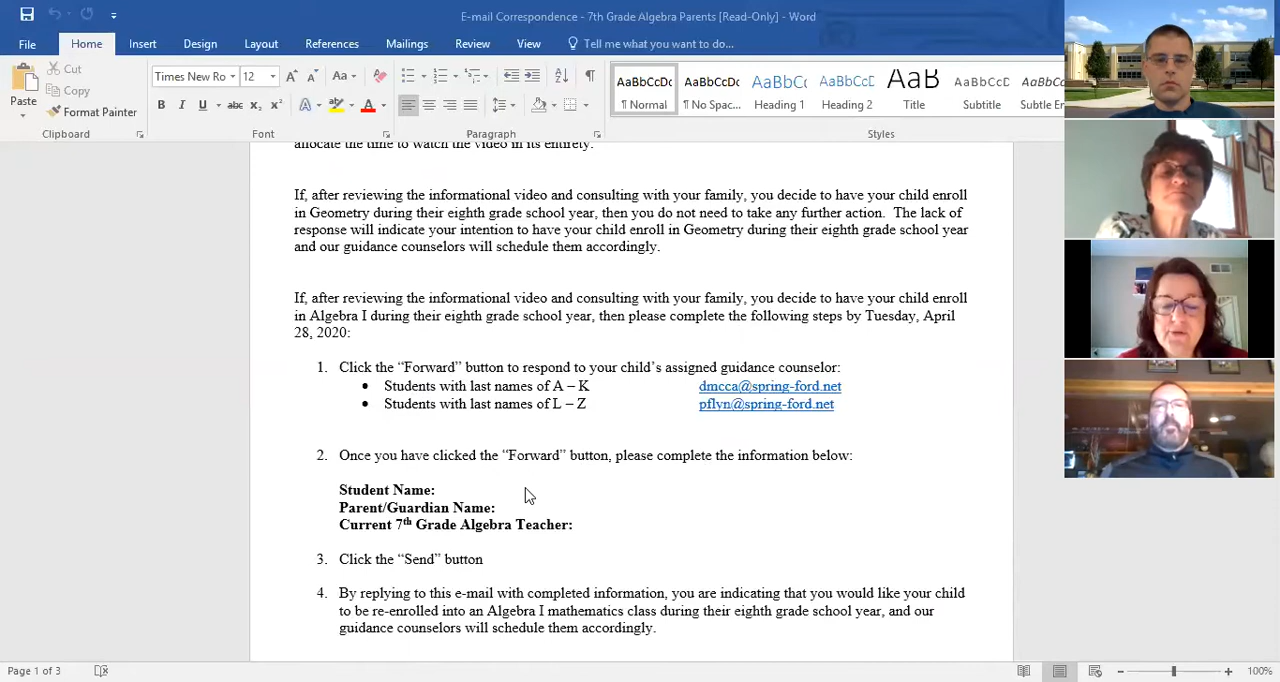 E-mail Correspondence - 7th Grade Algebra Parents [Read-Only] - Word
File Home Insert Design Layout References Mailings Review View Tell me what you want to do...
Cut
Copy
Paste
Format Painter
Times New Ro 12
AaBbCcDc AaBbCcDc AaBbCc AaBbCcD AaB AaBbCcD AaBbCcD
¶ Normal ¶ No Spac... Heading 1 Heading 2 Title Subtitle Subtle Em
Clipboard Font Paragraph Styles
allocate the time to watch the video in its entirety.
If, after reviewing the informational video and consulting with your family, you decide to have your child enroll
in Geometry during their eighth grade school year, then you do not need to take any further action. The lack of
response will indicate your intention to have your child enroll in Geometry during their eighth grade school year
and our guidance counselors will schedule them accordingly.
If, after reviewing the informational video and consulting with your family, you decide to have your child enroll
in Algebra I during their eighth grade school year, then please complete the following steps by Tuesday, April
28, 2020:
1. Click the “Forward” button to respond to your child’s assigned guidance counselor:
• Students with last names of A – K dmcca@spring-ford.net
• Students with last names of L – Z pflyn@spring-ford.net
2. Once you have clicked the “Forward” button, please complete the information below:
Student Name:
Parent/Guardian Name:
Current 7th Grade Algebra Teacher:
3. Click the “Send” button
4. By replying to this e-mail with completed information, you are indicating that you would like your child
to be re-enrolled into an Algebra I mathematics class during their eighth grade school year, and our
guidance counselors will schedule them accordingly.
Page 1 of 3
100%